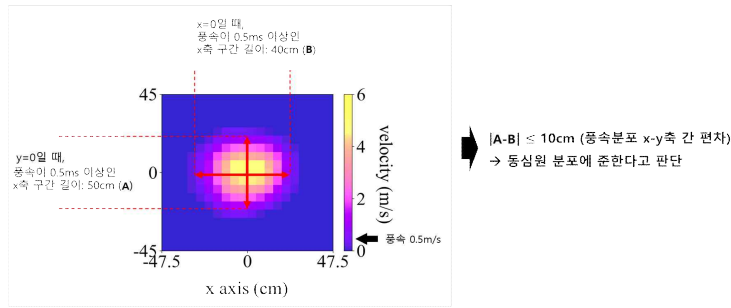 x=0일 때,
풍속이 0.5ms 이상인
x축 구간 길이: 40cm (B)
y=0일 때,
풍속이 0.5ms 이상인
x축 구간 길이: 50cm (A)
45
0
-45
-47.5
0
47.5
x axis (cm)
6
4
2
0
velocity (m/s)
풍속 0.5m/s
|A-B| ≤ 10cm (풍속분포 x-y축 간 편차)
→ 동심원 분포에 준한다고 판단